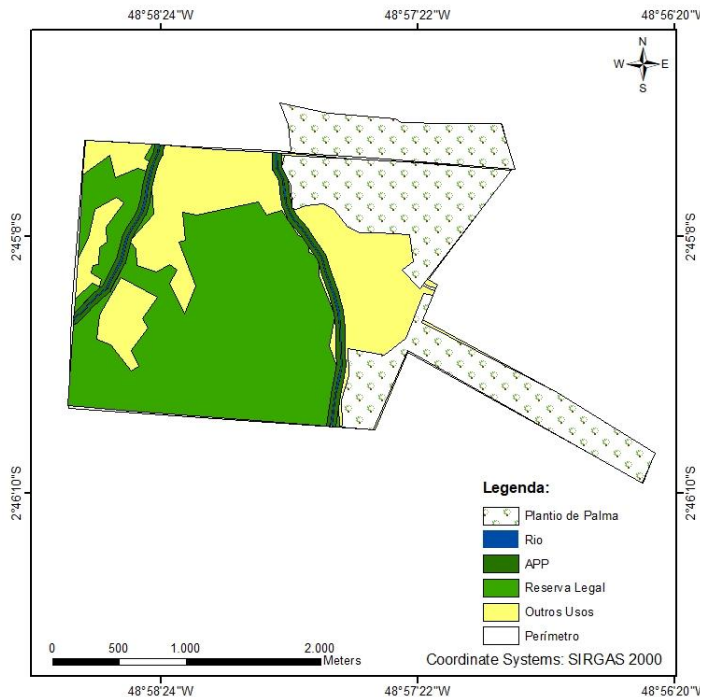 48°58'24"W
48°57'22"W
48°56'20"W
N
W E
S
2°45'8"S
2°45'8"S
2°46'10"S
2°46'10"S
Legenda:
Plantio de Palma
Rio
APP
Reserva Legal
Outros Usos
Perímetro
0 500 1.000 2.000
Meters
Coordinate Systems: SIRGAS 2000
48°58'24"W
48°57'22"W
48°56'20"W